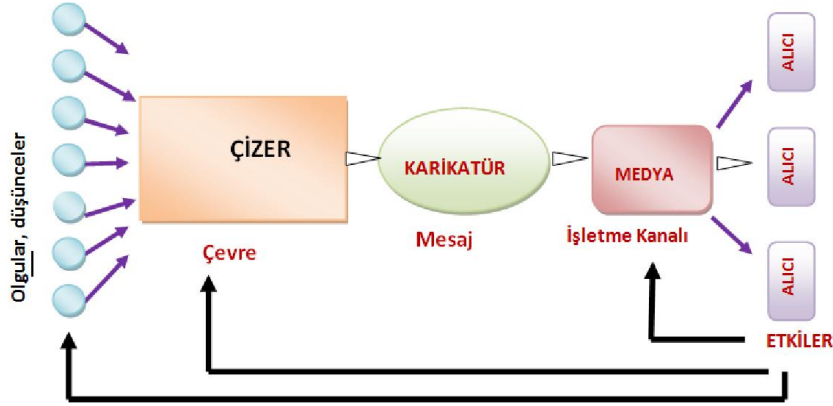 Olgular, düşünceler
ÇİZER
Çevre
KARİKATÜR
Mesaj
MEDYA
İşletme Kanalı
ALICI
ALICI
ALICI
ETKİLER